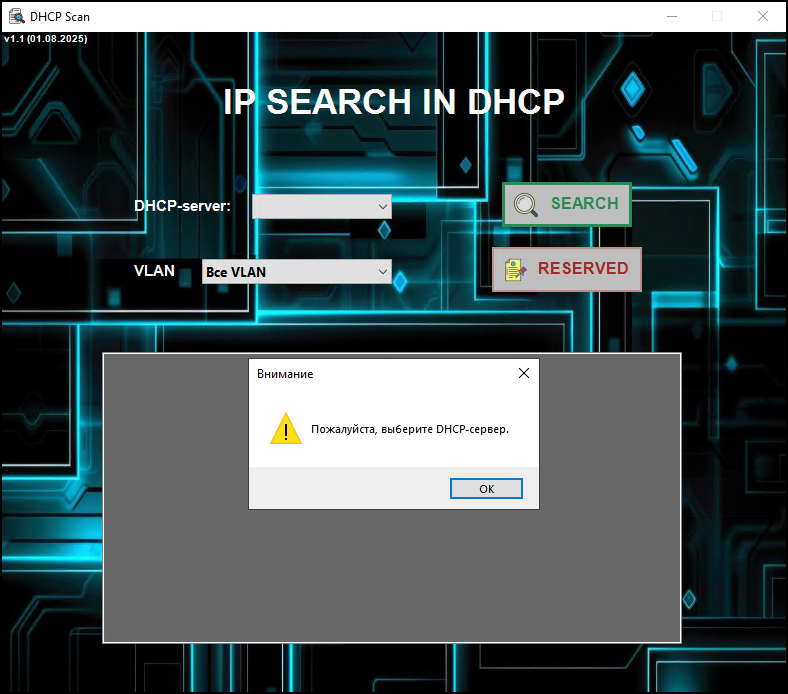 DHCP Scan
v1.1 (01.08.2025)
IP SEARCH IN DHCP
DHCP-server:
SEARCH
VLAN
Все VLAN
RESERVED
Внимание
Пожалуйста, выберите DHCP-сервер.
OK